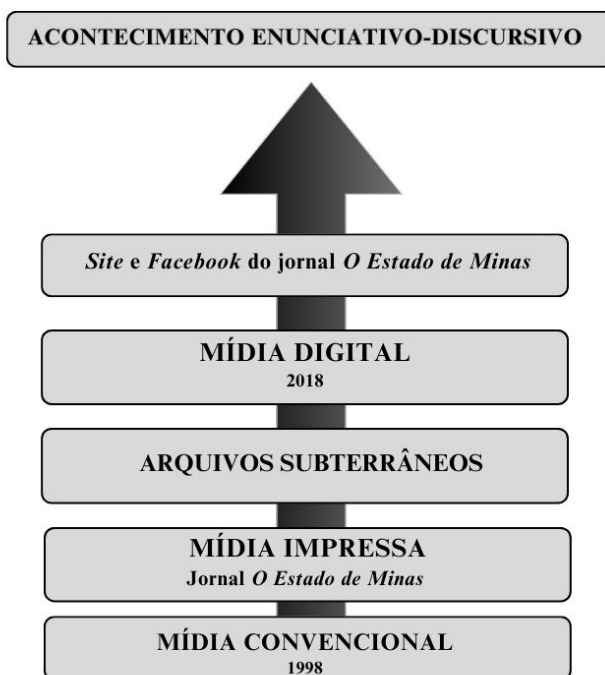 ACONTECIMENTO ENUNCIATIVO-DISCURSIVO
Site e Facebook do jornal O Estado de Minas
MÍDIA DIGITAL
2018
ARQUIVOS SUBTERRÂNEOS
MÍDIA IMPRESSA
Jornal O Estado de Minas
MÍDIA CONVENCIONAL
1998